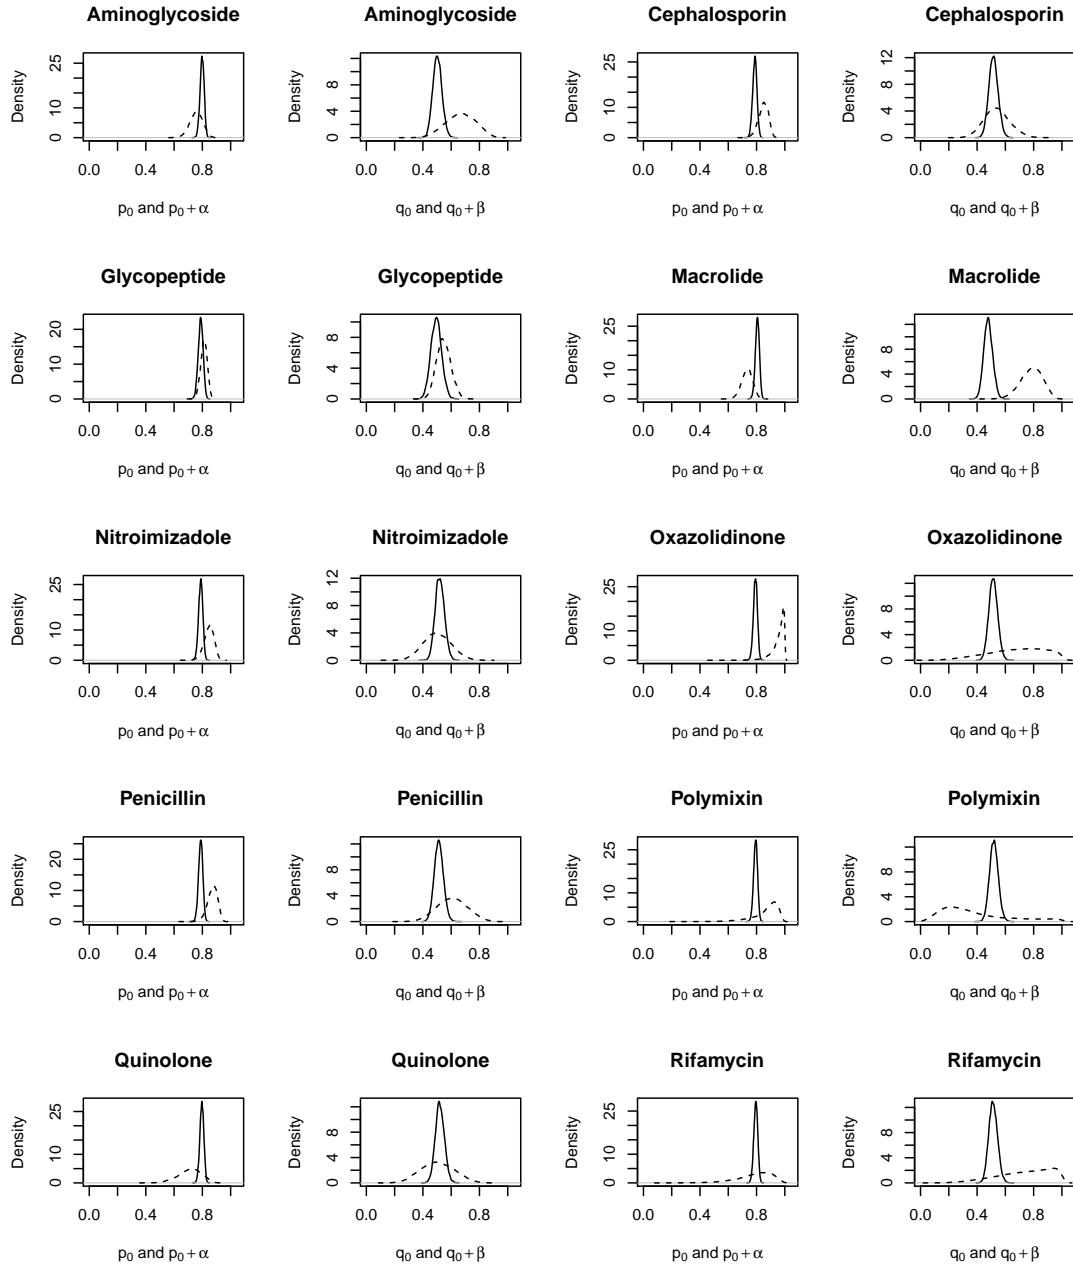 Aminoglycoside
Density
0 10 25
0.0 0.4 0.8
p₀ and p₀ + α
Aminoglycoside
Density
0 4 8
0.0 0.4 0.8
q₀ and q₀ + β
Cephalosporin
Density
0 10 25
0.0 0.4 0.8
p₀ and p₀ + α
Cephalosporin
Density
0 4 8 12
0.0 0.4 0.8
q₀ and q₀ + β
Glycopeptide
Density
0 10 20
0.0 0.4 0.8
p₀ and p₀ + α
Glycopeptide
Density
0 4 8
0.0 0.4 0.8
q₀ and q₀ + β
Macrolide
Density
0 10 25
0.0 0.4 0.8
p₀ and p₀ + α
Macrolide
Density
0 4 8
0.0 0.4 0.8
q₀ and q₀ + β
Nitroimizadole
Density
0 10 25
0.0 0.4 0.8
p₀ and p₀ + α
Nitroimizadole
Density
0 4 8 12
0.0 0.4 0.8
q₀ and q₀ + β
Oxazolidinone
Density
0 10 25
0.0 0.4 0.8
p₀ and p₀ + α
Oxazolidinone
Density
0 4 8
0.0 0.4 0.8
q₀ and q₀ + β
Penicillin
Density
0 10 20
0.0 0.4 0.8
p₀ and p₀ + α
Penicillin
Density
0 4 8
0.0 0.4 0.8
q₀ and q₀ + β
Polymixin
Density
0 10 25
0.0 0.4 0.8
p₀ and p₀ + α
Polymixin
Density
0 4 8
0.0 0.4 0.8
q₀ and q₀ + β
Quinolone
Density
0 10 25
0.0 0.4 0.8
p₀ and p₀ + α
Quinolone
Density
0 4 8
0.0 0.4 0.8
q₀ and q₀ + β
Rifamycin
Density
0 10 25
0.0 0.4 0.8
p₀ and p₀ + α
Rifamycin
Density
0 4 8
0.0 0.4 0.8
q₀ and q₀ + β